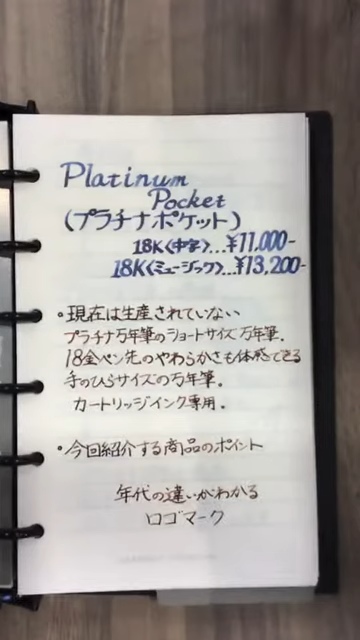 Platinum
Pocket
(プラチナポケット)
18K〈中字〉...¥11,000-
18K〈ミュージック〉...¥13,200-
・現在は生産されていない
プラチナ万年筆のショートサイズ万年筆。
18金ペン先のやわらかさも体感できる
手のひらサイズの万年筆。
カートリッジインク専用。
・今回紹介する商品のポイント
年代の違いがわかる
ロゴマーク